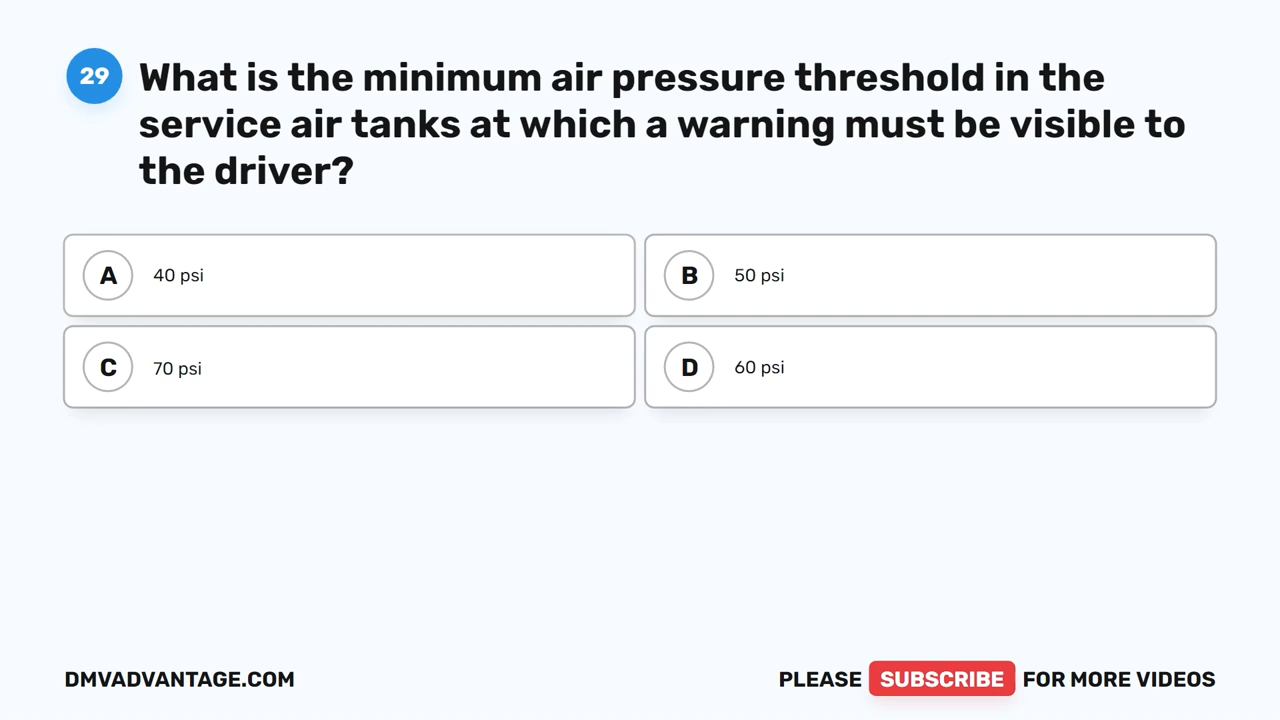 29
What is the minimum air pressure threshold in the
service air tanks at which a warning must be visible to
the driver?
A 40 psi
B 50 psi
C 70 psi
D 60 psi
DMVADVANTAGE.COM
PLEASE SUBSCRIBE FOR MORE VIDEOS